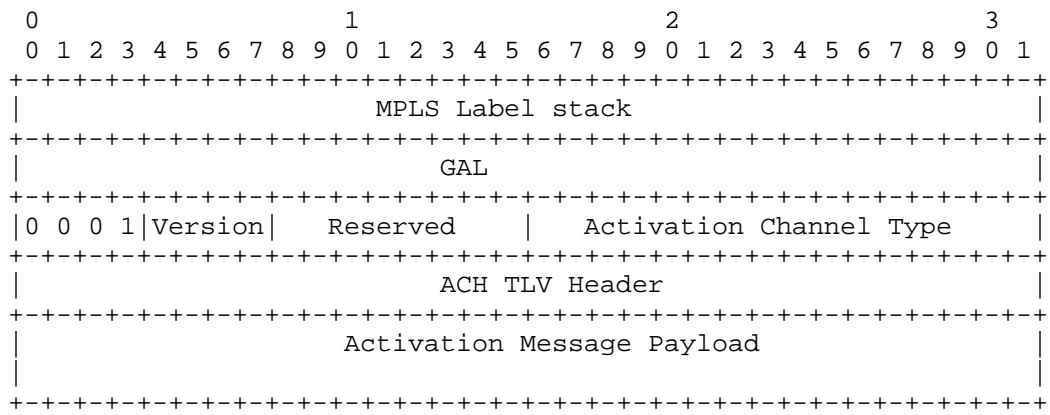 0                   1                   2                   3
 0 1 2 3 4 5 6 7 8 9 0 1 2 3 4 5 6 7 8 9 0 1 2 3 4 5 6 7 8 9 0 1
+-+-+-+-+-+-+-+-+-+-+-+-+-+-+-+-+-+-+-+-+-+-+-+-+-+-+-+-+-+-+-+-+
|                      MPLS Label stack                         |
+-+-+-+-+-+-+-+-+-+-+-+-+-+-+-+-+-+-+-+-+-+-+-+-+-+-+-+-+-+-+-+-+
|                          GAL                                  |
+-+-+-+-+-+-+-+-+-+-+-+-+-+-+-+-+-+-+-+-+-+-+-+-+-+-+-+-+-+-+-+-+
|0 0 0 1|Version|   Reserved    |   Activation Channel Type     |
+-+-+-+-+-+-+-+-+-+-+-+-+-+-+-+-+-+-+-+-+-+-+-+-+-+-+-+-+-+-+-+-+
|                          ACH TLV Header                       |
+-+-+-+-+-+-+-+-+-+-+-+-+-+-+-+-+-+-+-+-+-+-+-+-+-+-+-+-+-+-+-+-+
|                    Activation Message Payload                 |
|                                                               |
+-+-+-+-+-+-+-+-+-+-+-+-+-+-+-+-+-+-+-+-+-+-+-+-+-+-+-+-+-+-+-+-+